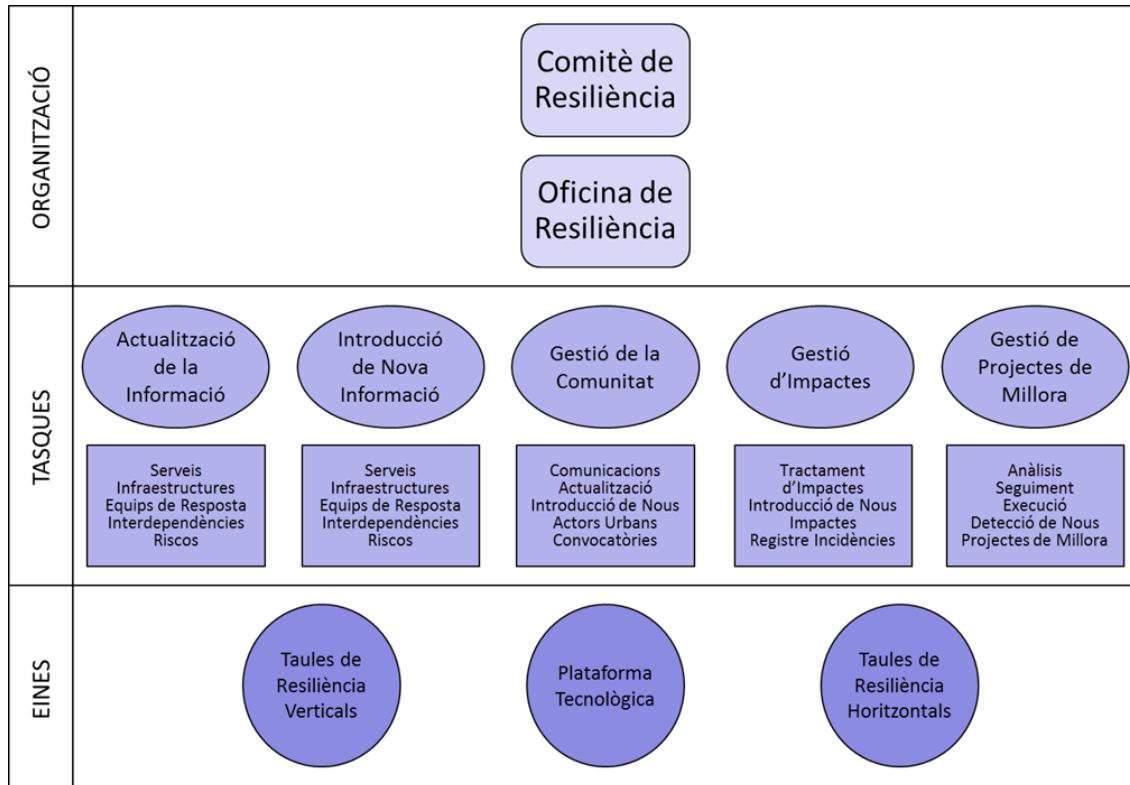 ORGANITZACIÓ
Comitè de
Resiliència
Oficina de
Resiliència
TASQUES
Actualització
de la
Informació
Introducció
de Nova
Informació
Gestió de la
Comunitat
Gestió
d’Impactes
Gestió de
Projectes de
Millora
Serveis
Infraestructures
Equips de Resposta
Interdependències
Riscos
Serveis
Infraestructures
Equips de Resposta
Interdependències
Riscos
Comunicacions
Actualització
Introducció de Nous
Actors Urbans
Convocatòries
Tractament
d’Impactes
Introducció de Nous
Impactes
Registre Incidències
Anàlisis
Seguiment
Execució
Detecció de Nous
Projectes de Millora
EINES
Taules de
Resiliència
Verticals
Plataforma
Tecnològica
Taules de
Resiliència
Horitzontals